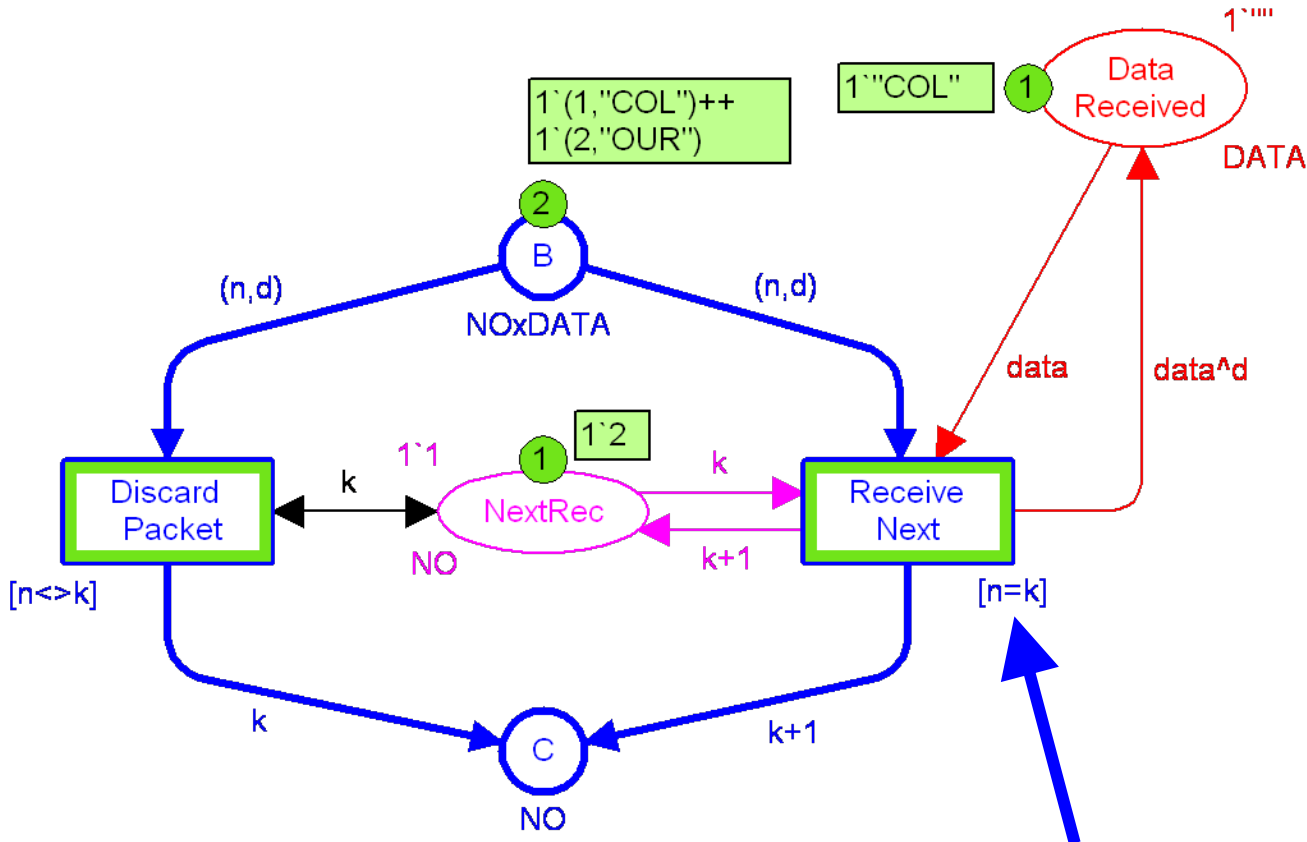 1`""
1`(1,"COL")++
1`(2,"OUR")
1`"COL"
1
Data
Received
DATA
2
B
(n,d)
(n,d)
NOxDATA
data
data^d
1`1
1
1`2
Discard
Packet
k
NextRec
k
k+1
Receive
Next
NO
[n<>k]
[n=k]
k
k+1
C
NO